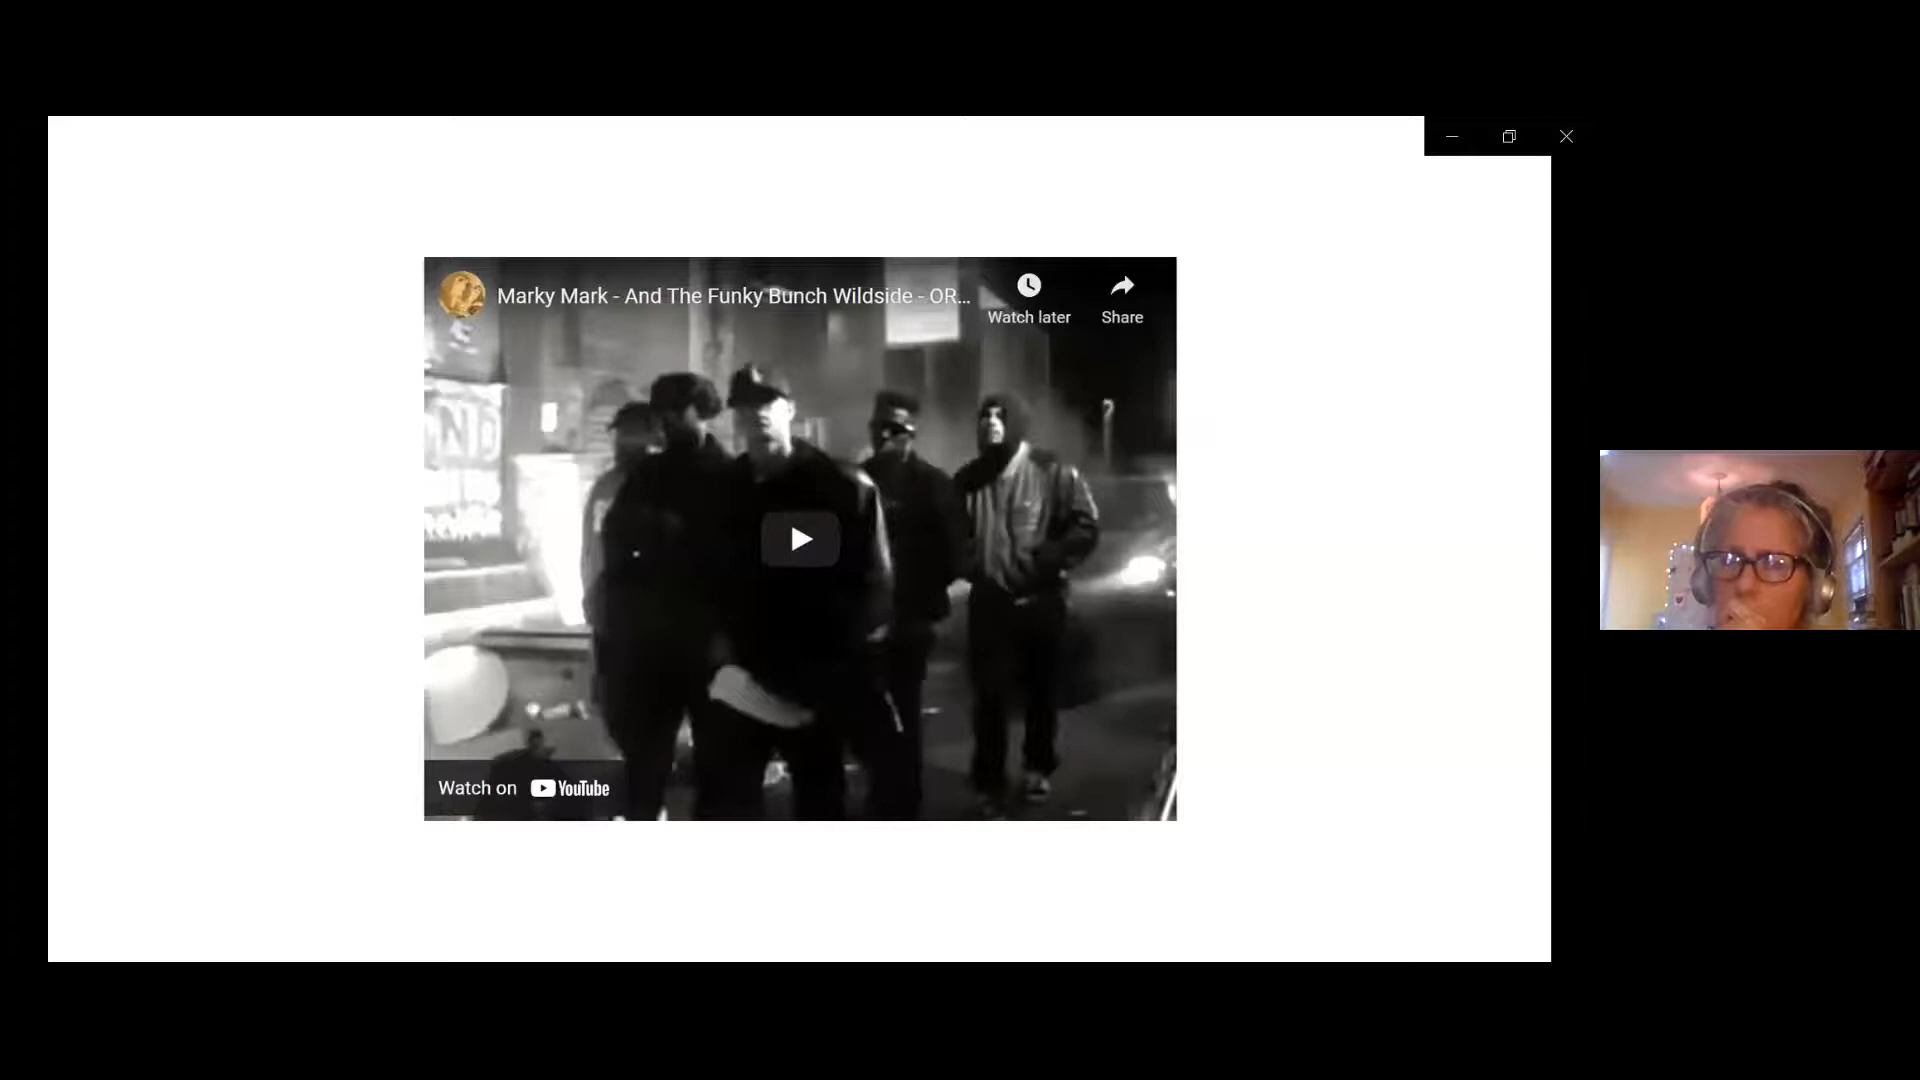 Marky Mark - And The Funky Bunch Wildside - OR...
Watch later
Share
Watch on YouTube